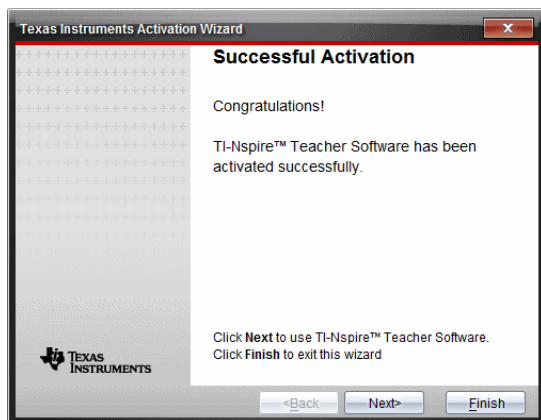 Texas Instruments Activation Wizard
Successful Activation
Congratulations!
TI-Nspire™ Teacher Software has been
activated successfully.
Click Next to use TI-Nspire™ Teacher Software.
Click Finish to exit this wizard
TEXAS
INSTRUMENTS
<Back Next> Finish